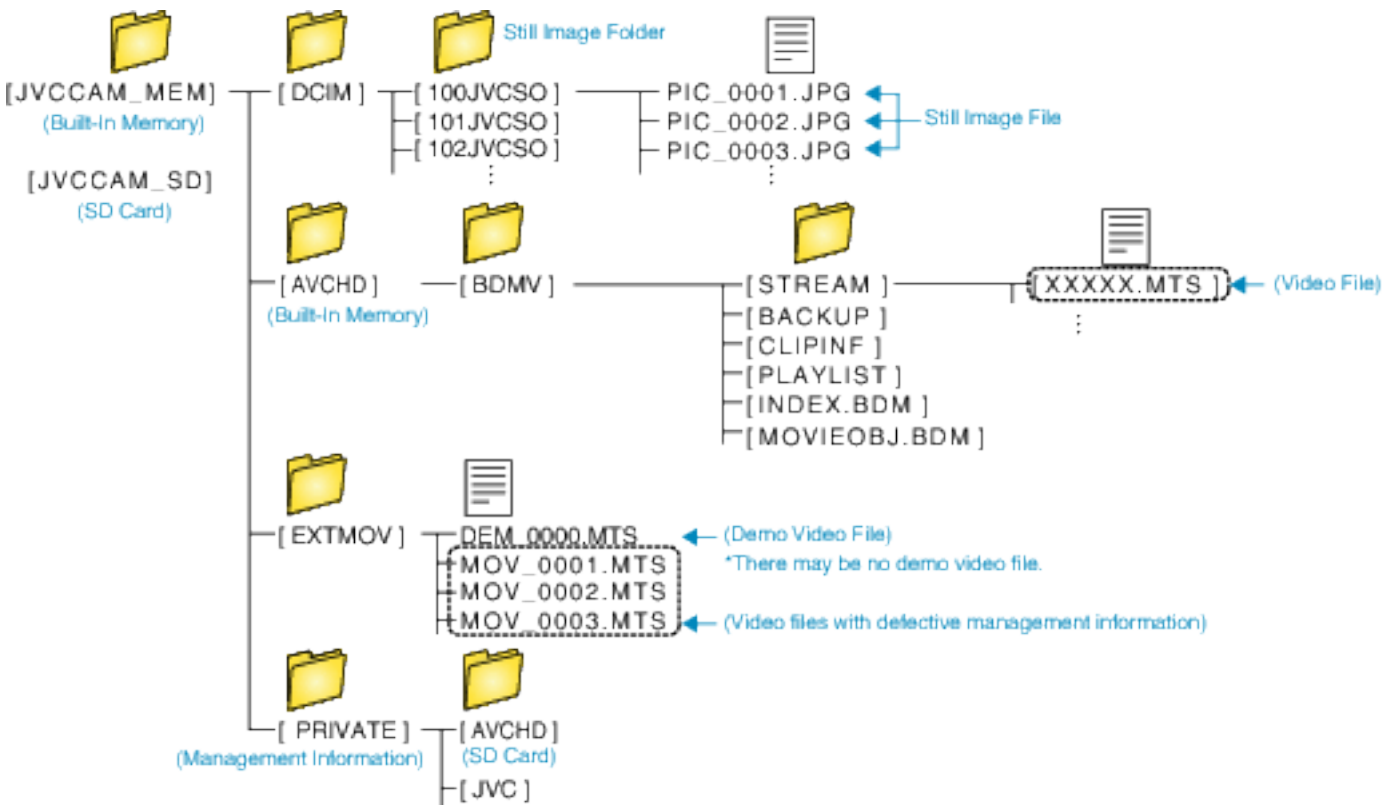 Still Image Folder
[JVCCAM_MEM]
(Built-In Memory)
[JVCCAM_SD]
(SD Card)
[DCIM]
[100JVCSO]
[101JVCSO]
[102JVCSO]
PIC_0001.JPG
PIC_0002.JPG
PIC_0003.JPG
Still Image File
[AVCHD]
(Built-In Memory)
[BDMV]
[STREAM]
[BACKUP]
[CLIPINF]
[PLAYLIST]
[INDEX.BDM]
[MOVIEOBJ.BDM]
[XXXXX.MTS]
(Video File)
[EXTMOV]
DEM_0000.MTS
(Demo Video File)
*There may be no demo video file.
MOV_0001.MTS
MOV_0002.MTS
MOV_0003.MTS
(Video files with defective management information)
[PRIVATE]
(Management Information)
[AVCHD]
(SD Card)
[JVC]